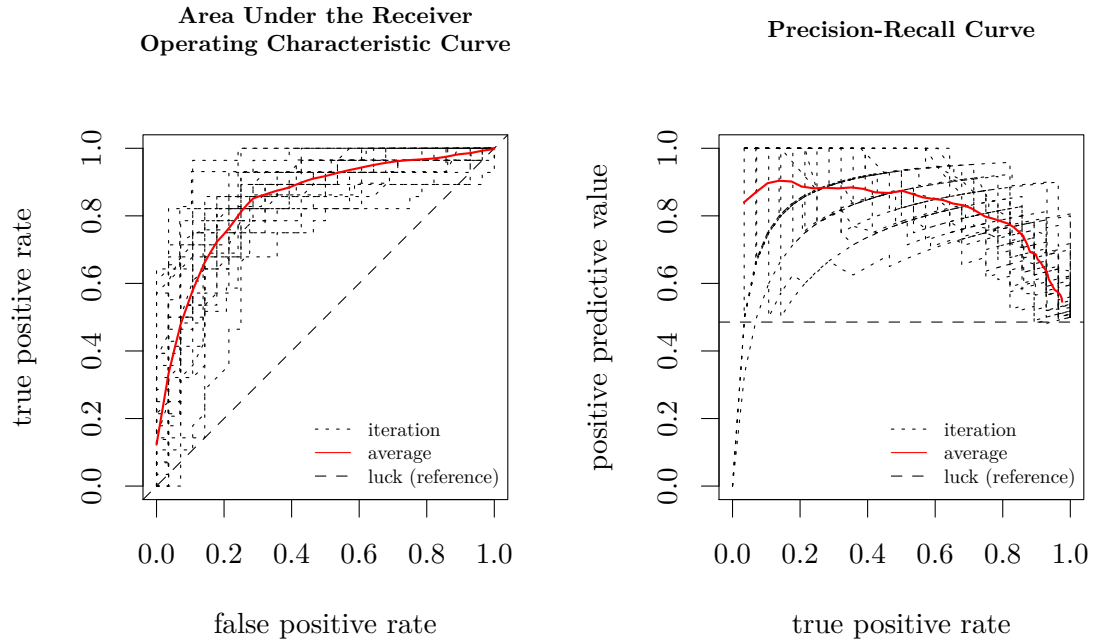 Area Under the Receiver
Operating Characteristic Curve
true positive rate
1.0
0.8
0.6
0.4
0.2
0.0
iteration
average
luck (reference)
0.0 0.2 0.4 0.6 0.8 1.0
false positive rate
Precision-Recall Curve
positive predictive value
1.0
0.8
0.6
0.4
0.2
0.0
iteration
average
luck (reference)
0.0 0.2 0.4 0.6 0.8 1.0
true positive rate